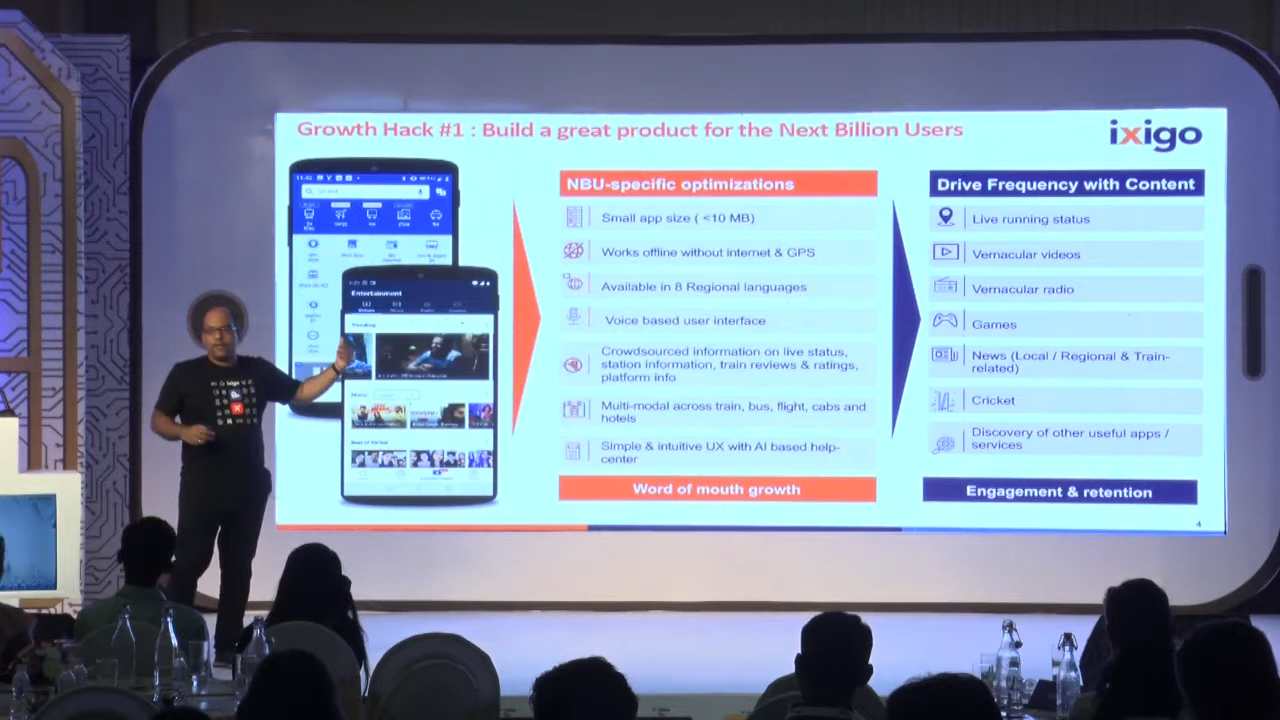 Growth Hack #1 : Build a great product for the Next Billion Users
ixigo
NBU-specific optimizations
Small app size ( <10 MB)
Works offline without internet & GPS
Available in 8 Regional languages
Voice based user interface
Crowdsourced information on live status,
station information, train reviews & ratings,
platform info
Multi-modal across train, bus, flight, cabs and
hotels
Simple & intuitive UX with AI based help-
center
Word of mouth growth
Drive Frequency with Content
Live running status
Vernacular videos
Vernacular radio
Games
News (Local / Regional & Train-
related)
Cricket
Discovery of other useful apps /
services
Engagement & retention
4
Entertainment
Trending
ixigo